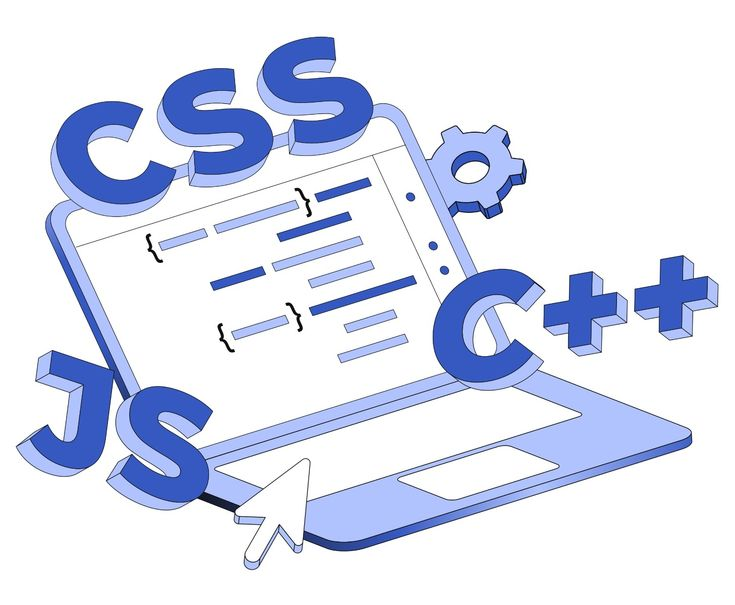 CSS
{ }
{ }
C++
JS